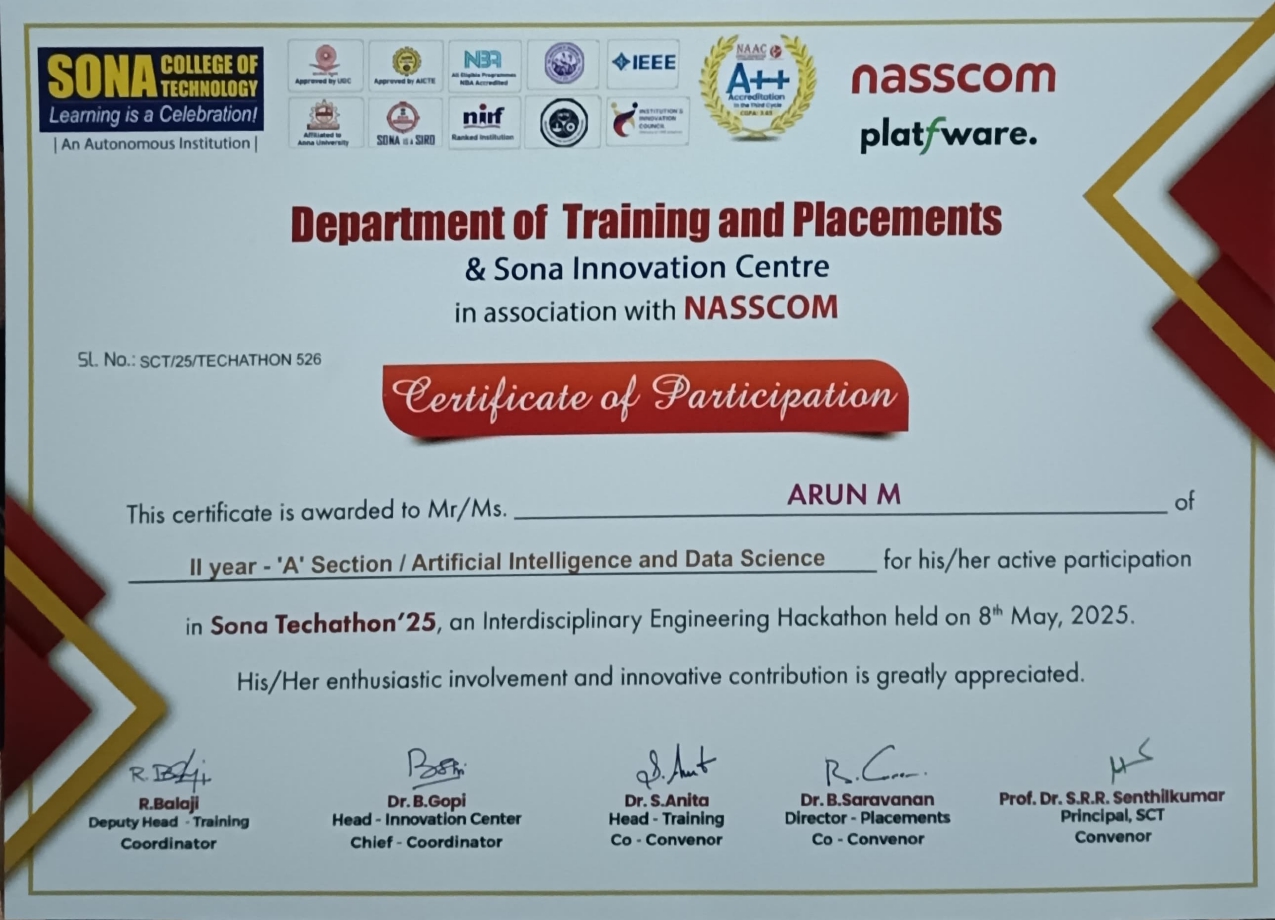 SONA COLLEGE OF TECHNOLOGY
Learning is a Celebration!
| An Autonomous Institution |
Approved by UGC
Approved by AICTE
NBA
All Eligible Programmes
NBA Accredited
IEEE
Affiliated to
Anna University
SONA IS A SIRO
nirf
Ranked Institution
INSTITUTION'S
INNOVATION
COUNCIL
NAAC
A++
Accreditation
in the Third Cycle
nasscom
platfware.
Department of Training and Placements
& Sona Innovation Centre
in association with NASSCOM
SL. No.: SCT/25/TECHATHON 526
Certificate of Participation
This certificate is awarded to Mr/Ms. ARUN M of
II year - 'A' Section / Artificial Intelligence and Data Science for his/her active participation
in Sona Techathon'25, an Interdisciplinary Engineering Hackathon held on 8th May, 2025.
His/Her enthusiastic involvement and innovative contribution is greatly appreciated.
R.Balaji
Deputy Head - Training
Coordinator
Dr.B.Gopi
Head - Innovation Center
Chief - Coordinator
Dr.S.Anita
Head - Training
Co - Convenor
Dr.B.Saravanan
Director - Placements
Co - Convenor
Prof. Dr. S.R.R. Senthilkumar
Principal, SCT
Convenor